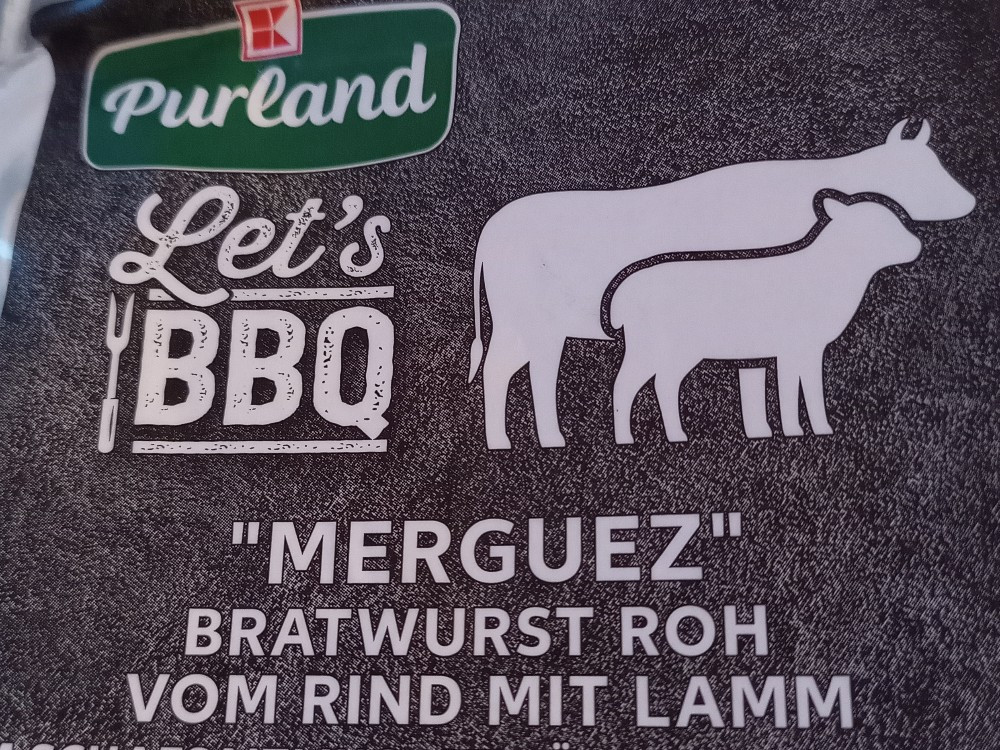 Purland
Let's
BBQ
"MERGUEZ"
BRATWURST ROH
VOM RIND MIT LAMM